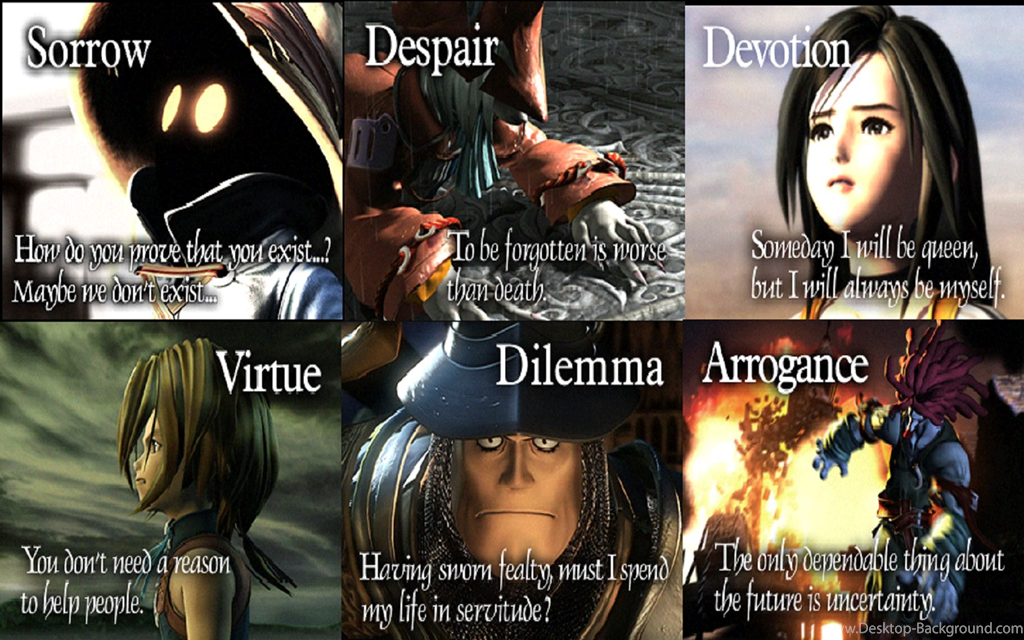 Sorrow
How do you prove that you exist...?
Maybe we don't exist...
Despair
To be forgotten is worse
than death.
Devotion
Someday I will be queen,
but I will always be myself.
Virtue
You don't need a reason
to help people.
Dilemma
Having sworn fealty, must I spend
my life in servitude?
Arrogance
The only dependable thing about
the future is uncertainty.
www.Desktop-Background.com